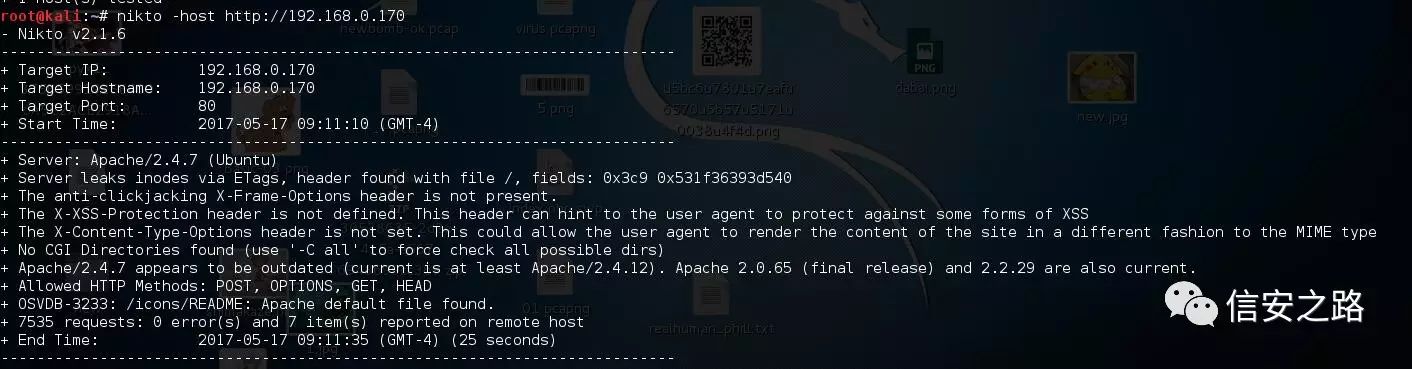 + 1 host(s) tested
root@kali:~# nikto -host http://192.168.0.170
- Nikto v2.1.6
---------------------------------------------------------------------------
+ Target IP: 192.168.0.170
+ Target Hostname: 192.168.0.170
+ Target Port: 80
+ Start Time: 2017-05-17 09:11:10 (GMT-4)
---------------------------------------------------------------------------
+ Server: Apache/2.4.7 (Ubuntu)
+ Server leaks inodes via ETags, header found with file /, fields: 0x3c9 0x531f36393d540
+ The anti-clickjacking X-Frame-Options header is not present.
+ The X-XSS-Protection header is not defined. This header can hint to the user agent to protect against some forms of XSS
+ The X-Content-Type-Options header is not set. This could allow the user agent to render the content of the site in a different fashion to the MIME type
+ No CGI Directories found (use '-C all' to force check all possible dirs)
+ Apache/2.4.7 appears to be outdated (current is at least Apache/2.4.12). Apache 2.0.65 (final release) and 2.2.29 are also current.
+ Allowed HTTP Methods: POST, OPTIONS, GET, HEAD
+ OSVDB-3233: /icons/README: Apache default file found.
+ 7535 requests: 0 error(s) and 7 item(s) reported on remote host
+ End Time: 2017-05-17 09:11:35 (GMT-4) (25 seconds)
---------------------------------------------------------------------------
newbumb-ok.pcap
virus.pcapng
PNG
dabai.png
5.png
new.jpg
01.pcapng
realhuman_phill.txt
信安之路